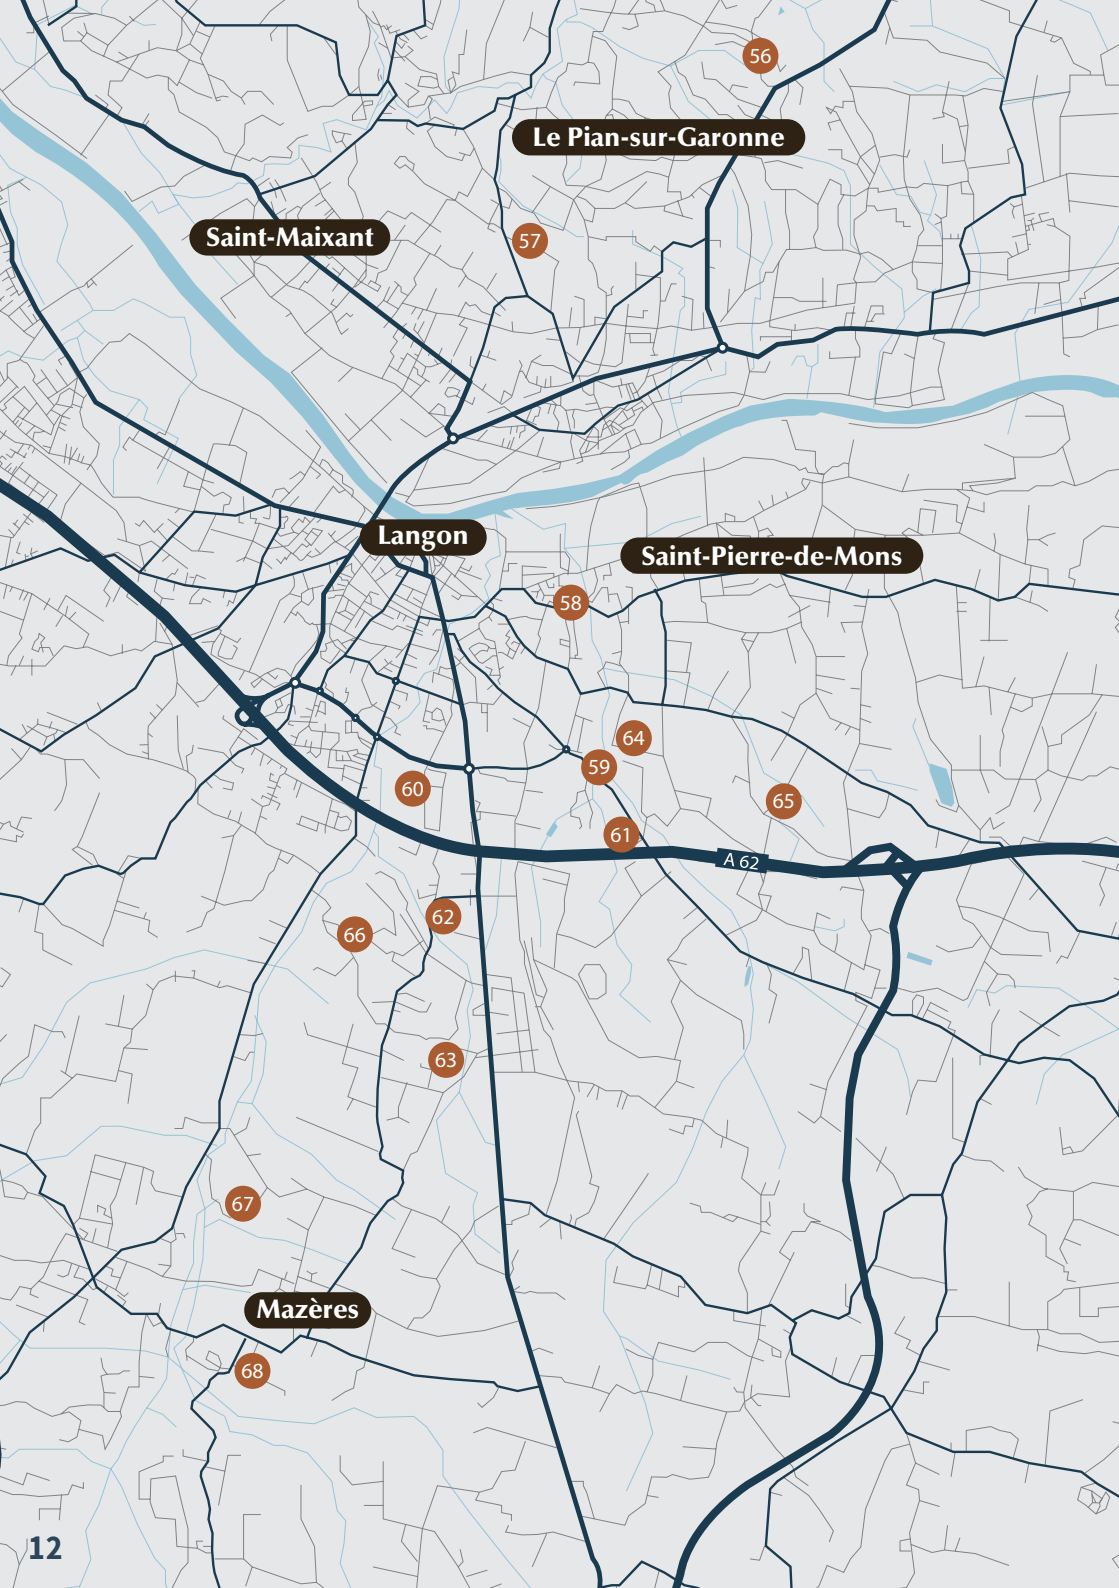 56
Le Pian-sur-Garonne
Saint-Maixant
57
Langon
Saint-Pierre-de-Mons
58
64
59
60
65
61
A 62
62
66
63
67
Mazères
68
12